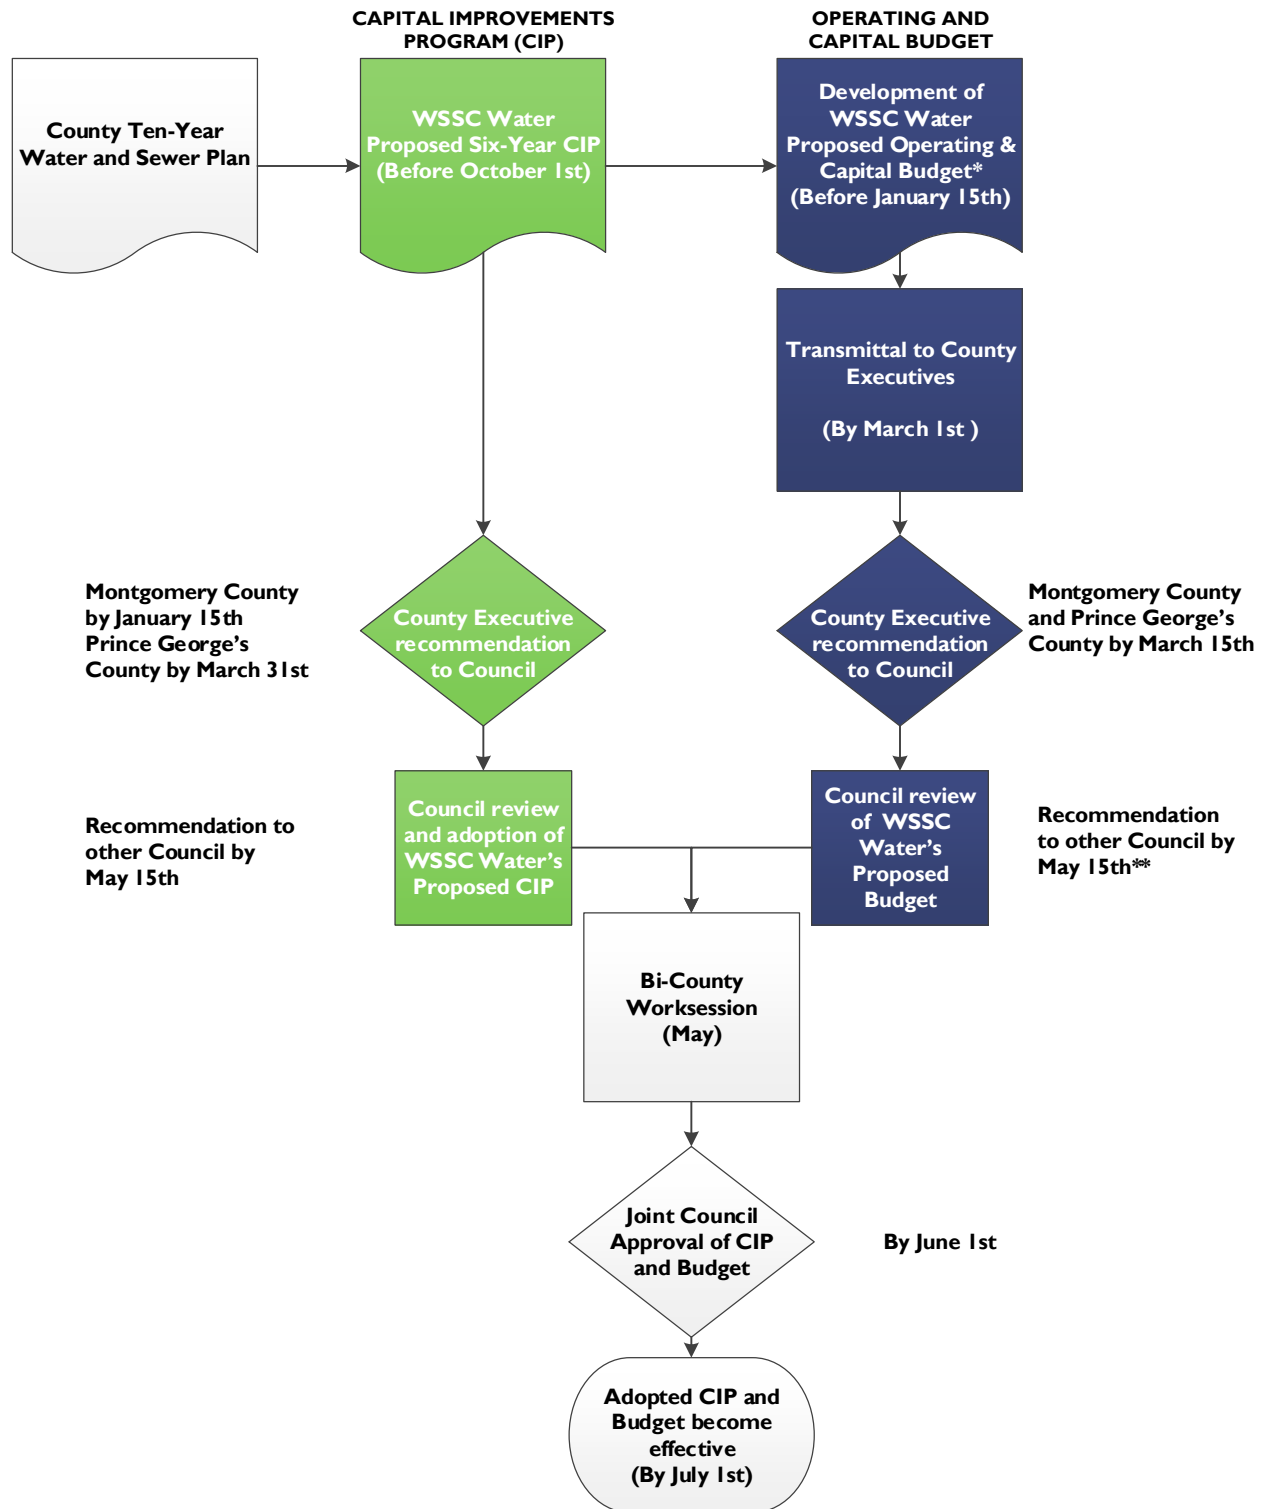 CAPITAL IMPROVEMENTS
PROGRAM (CIP)
OPERATING AND
CAPITAL BUDGET
County Ten-Year
Water and Sewer Plan
WSSC Water
Proposed Six-Year CIP
(Before October 1st)
Development of
WSSC Water
Proposed Operating &
Capital Budget*
(Before January 15th)
Transmittal to County
Executives
(By March 1st )
Montgomery County
by January 15th
Prince George's
County by March 31st
County Executive
recommendation
to Council
County Executive
recommendation
to Council
Montgomery County
and Prince George's
County by March 15th
Recommendation to
other Council by
May 15th
Council review
and adoption of
WSSC Water's
Proposed CIP
Council review
of WSSC
Water's
Proposed
Budget
Recommendation
to other Council by
May 15th**
Bi-County
Worksession
(May)
Joint Council
Approval of CIP
and Budget
By June 1st
Adopted CIP and
Budget become
effective
(By July 1st)